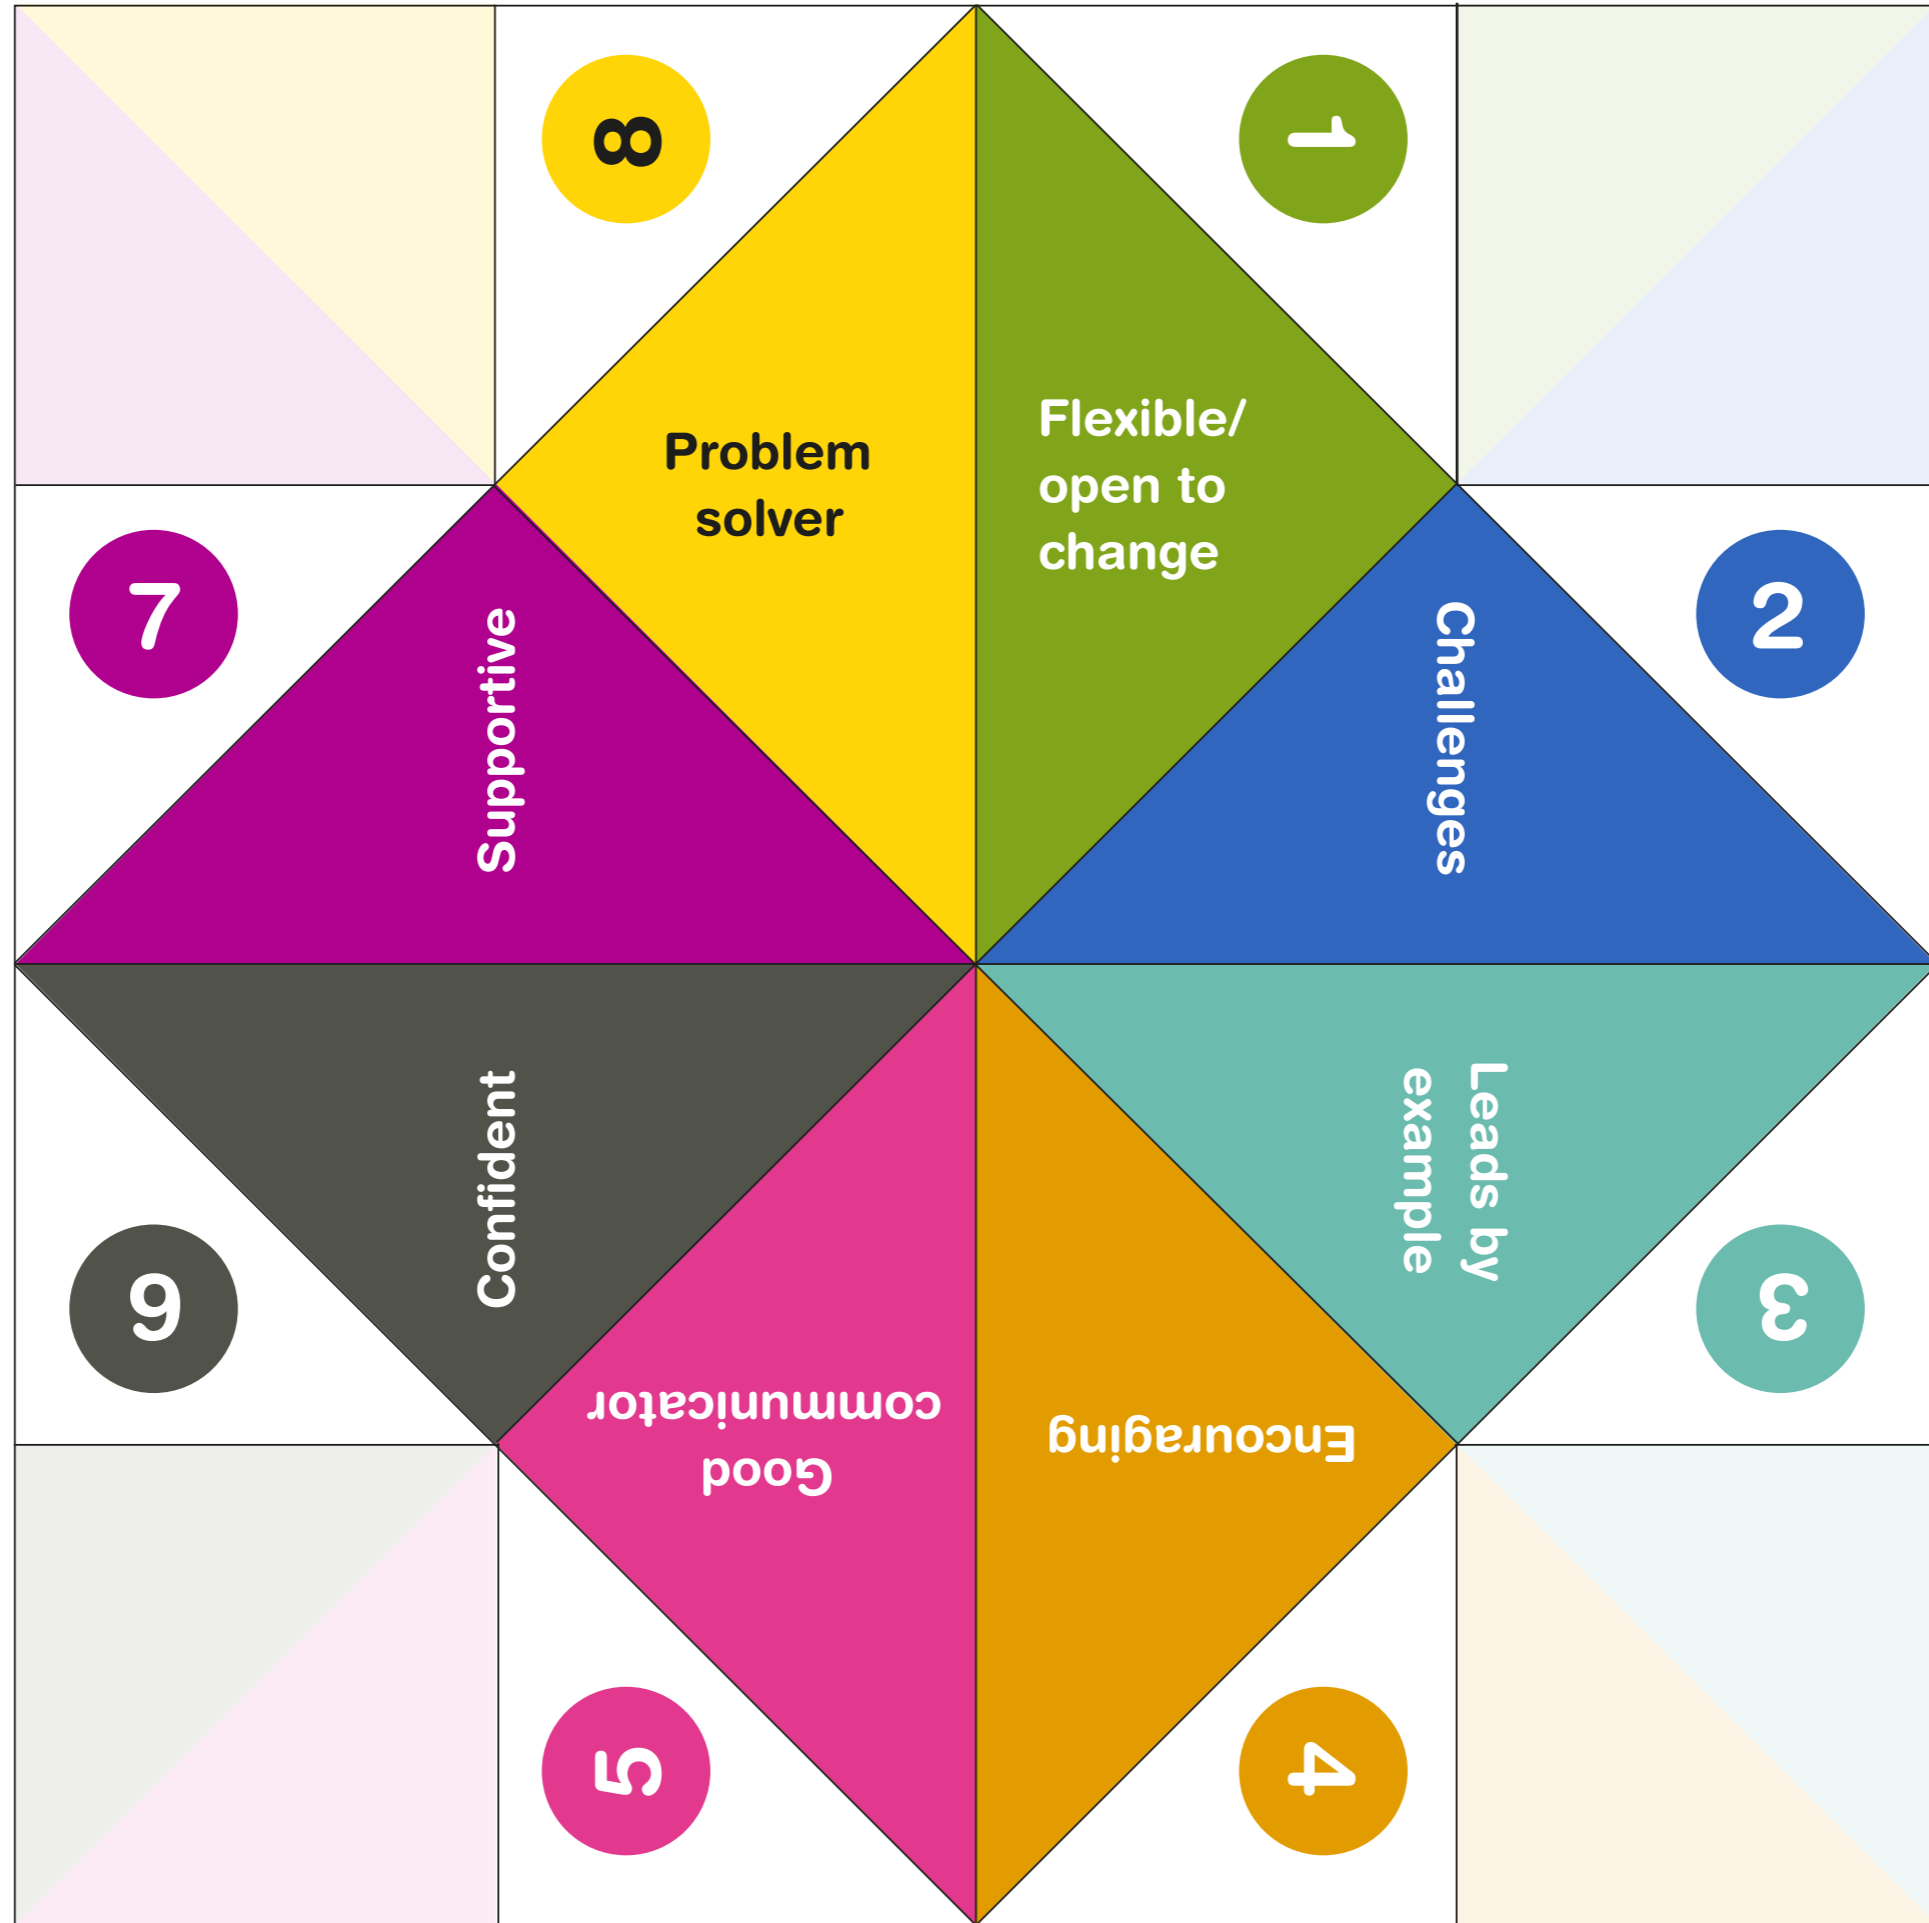 8
1
Problem
solver
Flexible/
open to
change
7
2
Supportive
Challenges
Confident
Leads by
example
6
3
Good
communicator
Encouraging
5
4